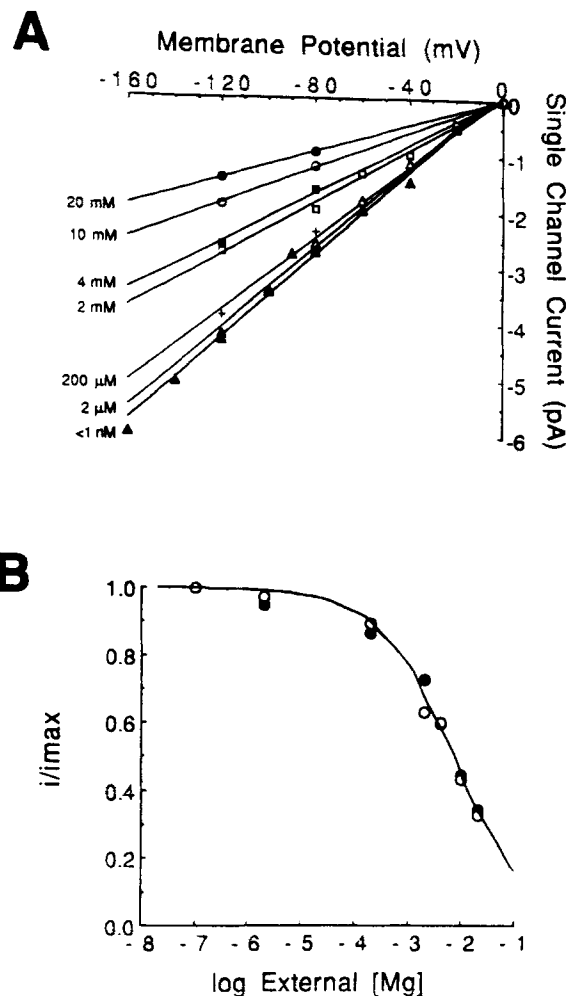 A
Membrane Potential (mV)
-160 -120 -80 -40 0
0
-1
-2
-3
-4
-5
-6
Single Channel Current (pA)
20 mM
10 mM
4 mM
2 mM
200 µM
2 µM
<1 nM
B
1.0
0.8
0.6
0.4
0.2
0.0
i/imax
-8 -7 -6 -5 -4 -3 -2 -1
log External [Mg]